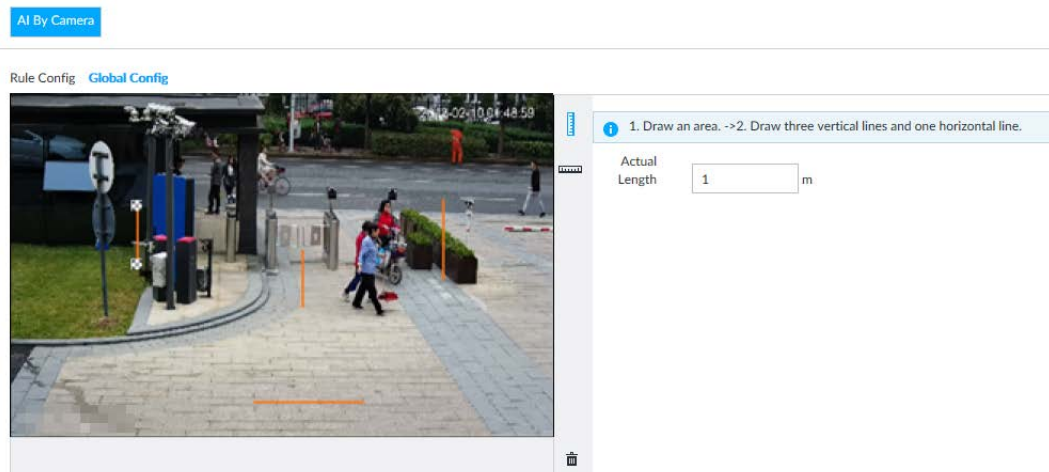 AI By Camera
Rule Config Global Config
1. Draw an area. ->2. Draw three vertical lines and one horizontal line.
Actual
Length
1 m